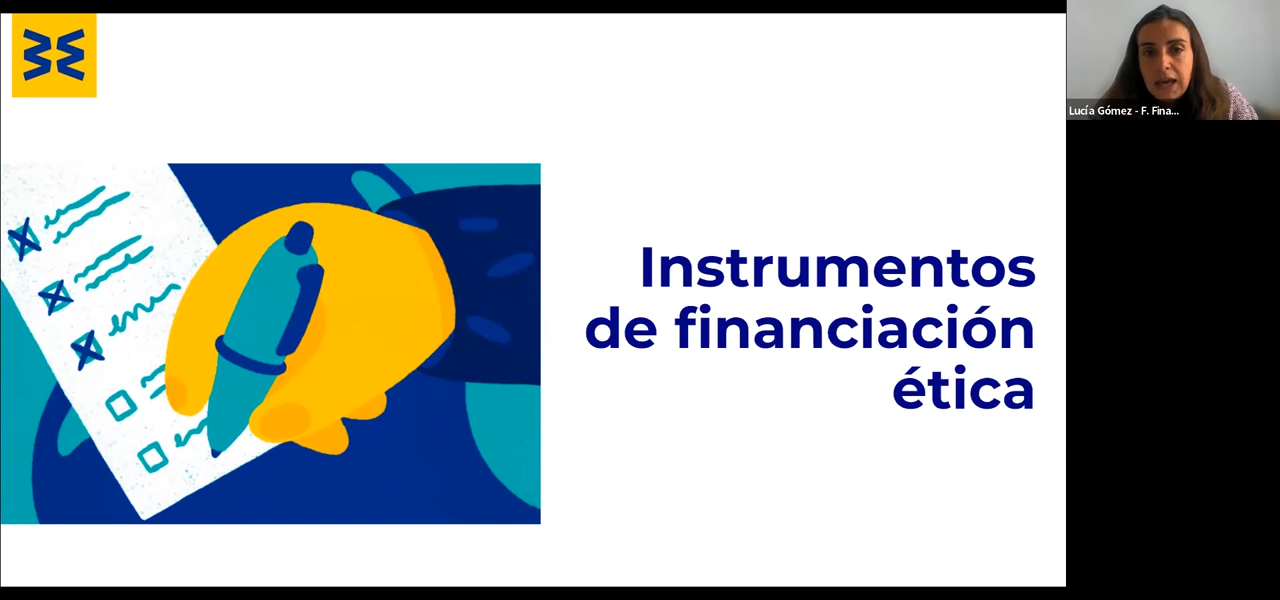 Instrumentos
de financiación
ética
Lucía Gómez - F. Fina...